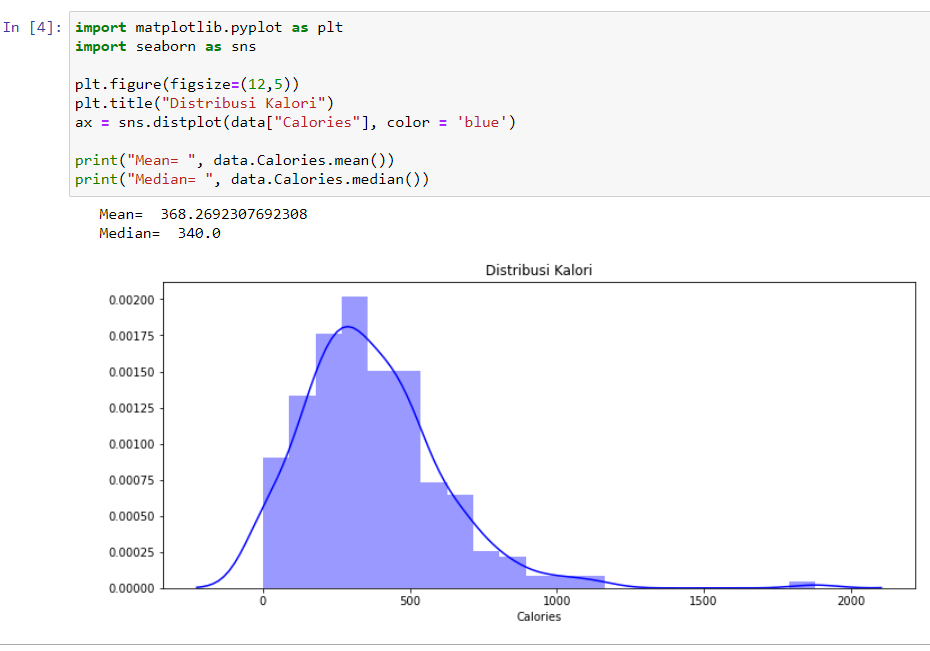 In [4]: import matplotlib.pyplot as plt
import seaborn as sns
plt.figure(figsize=(12,5))
plt.title("Distribusi Kalori")
ax = sns.distplot(data["Calories"], color = 'blue')
print("Mean= ", data.Calories.mean())
print("Median= ", data.Calories.median())
Mean=  368.2692307692308
Median=  340.0
Distribusi Kalori
0.00200
0.00175
0.00150
0.00125
0.00100
0.00075
0.00050
0.00025
0.00000
0 500 1000 1500 2000
Calories